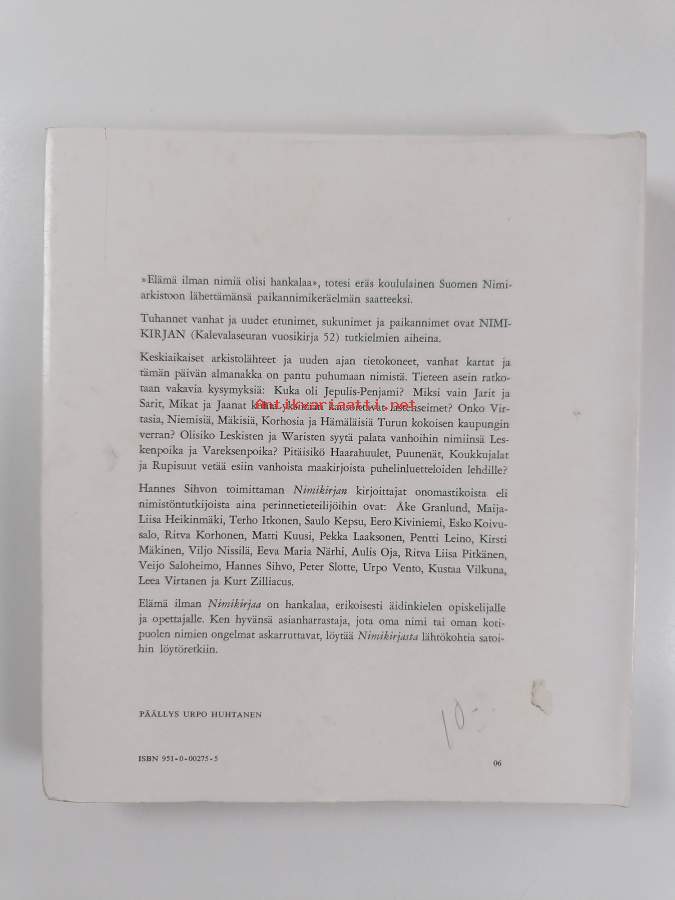 »Elämä ilman nimiä olisi hankalaa», totesi eräs koululainen Suomen Nimi-
arkistoon lähettämänsä paikannimikeräelmän saatteeksi.
Tuhannet vanhat ja uudet etunimet, sukunimet ja paikannimet ovat NIMI-
KIRJAN (Kalevalaseuran vuosikirja 52) tutkielmien aiheina.
Keskiaikaiset arkistolähteet ja uuden ajan tietokoneet, vanhat kartat ja
tämän päivän almanakka on pantu puhumaan nimistä. Tieteen asein ratko-
taan vakavia kysymyksiä: Kuka oli Jepulis-Penjami? Miksi vain Jarit ja
Sarit, Mikat ja Jaanat
Antikvariaatti.net
Onko Vir-
tasia, Niemisiä, Mäkisiä, Korhosia ja Hämäläisiä Turun kokoisen kaupungin
verran? Olisiko Leskisten ja Waristen syytä palata vanhoihin nimiinsä Les-
kenpoika ja Vareksenpoika? Pitäisikö Haarahuulet, Puunenät, Koukkujalat
ja Rupisuut vetää esiin vanhoista maakirjoista puhelinluetteloiden lehdille?
Hannes Sihvon toimittaman Nimikirjan kirjoittajat onomastikoista eli
nimistöntutkijoista aina perinnetieteilijöihin ovat: Åke Granlund, Maija-
Liisa Heikinmäki, Terho Itkonen, Saulo Kepsu, Eero Kiviniemi, Esko Koivu-
salo, Ritva Korhonen, Matti Kuusi, Pekka Laaksonen, Pentti Leino, Kirsti
Mäkinen, Viljo Nissilä, Eeva Maria Närhi, Aulis Oja, Ritva Liisa Pitkänen,
Veijo Saloheimo, Hannes Sihvo, Peter Slotte, Urpo Vento, Kustaa Vilkuna,
Leea Virtanen ja Kurt Zilliacus.
Elämä ilman Nimikirjaa on hankalaa, erikoisesti äidinkielen opiskelijalle
ja opettajalle. Ken hyvänsä asianharrastaja, jota oma nimi tai oman koti-
puolen nimien ongelmat askarruttavat, löytää Nimikirjasta lähtökohtia satoi-
hin löytöretkiin.
10-
PÄÄLLYS URPO HUHTANEN
ISBN 951-0-00275-5
06